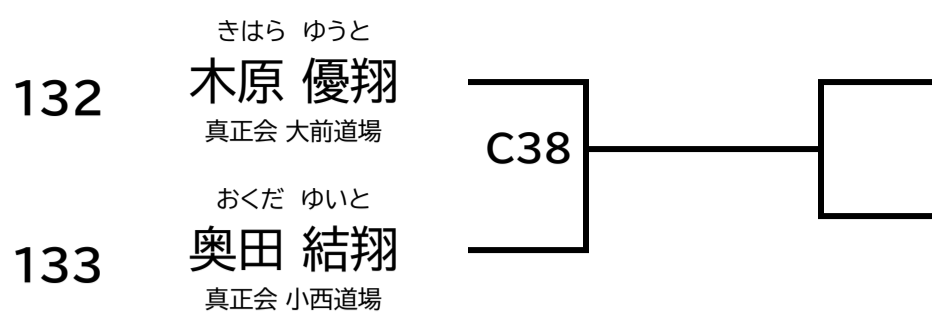 きはら ゆうと
132 木原 優翔
真正会 大前道場
C38
おくだ ゆいと
133 奥田 結翔
真正会 小西道場